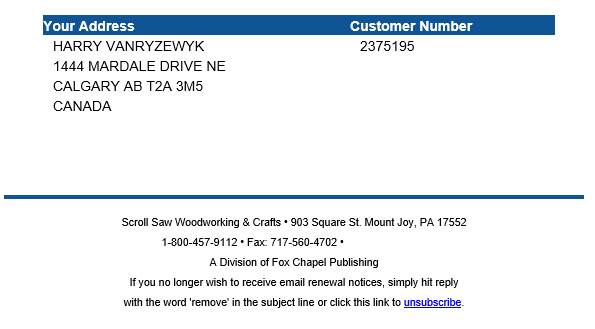 Your Address Customer Number
HARRY VANRYZEWYK 2375195
1444 MARDALE DRIVE NE
CALGARY AB T2A 3M5
CANADA
Scroll Saw Woodworking & Crafts • 903 Square St. Mount Joy, PA 17552
1-800-457-9112 • Fax: 717-560-4702 •
A Division of Fox Chapel Publishing
If you no longer wish to receive email renewal notices, simply hit reply
with the word 'remove' in the subject line or click this link to unsubscribe.